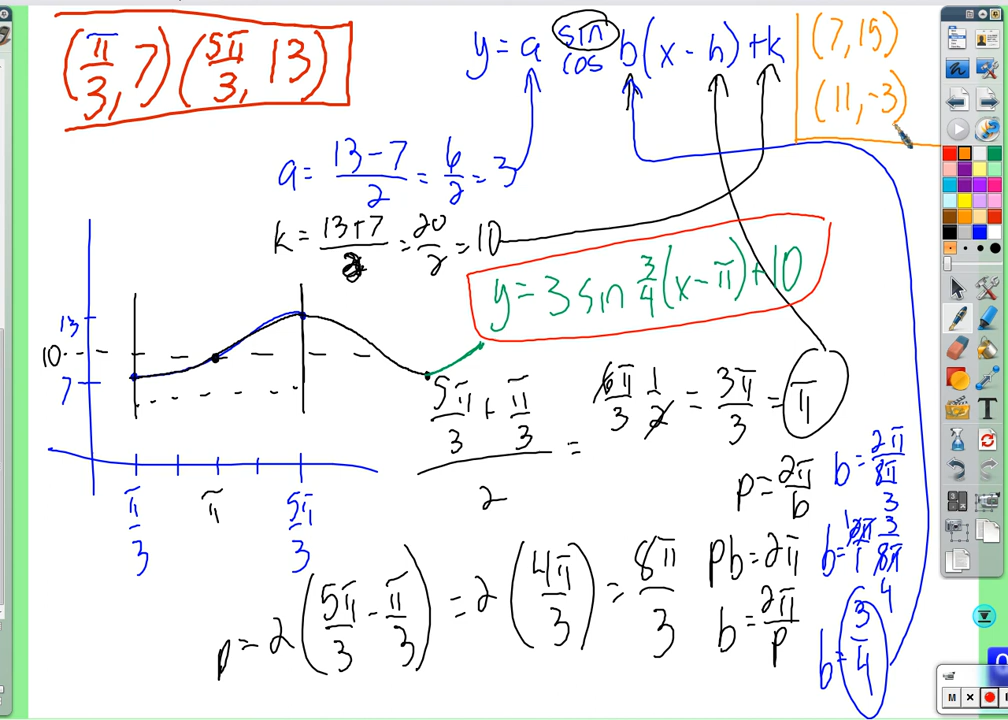 (π/3, 7) (5π/3, 13)
y = a sin b(x - h) + k
cos
(7, 15)
(11, -3)
a = (13 - 7)/2 = 6/2 = 3
k = (13 + 7)/2 = 20/2 = 10
y = 3 sin 3/4 (x - π) + 10
13
10
7
π/3 π 5π/3
(5π/3 + π/3)/2 = 6π/3 1/2 = 3π/3 = π
p = 2(5π/3 - π/3) = 2(4π/3) = 8π/3
p = 2π/b
pb = 2π
b = 2π/p
b = 2π/(8π/3)
b = 2π/1 3/8π
1
4
b = 3/4
T
M